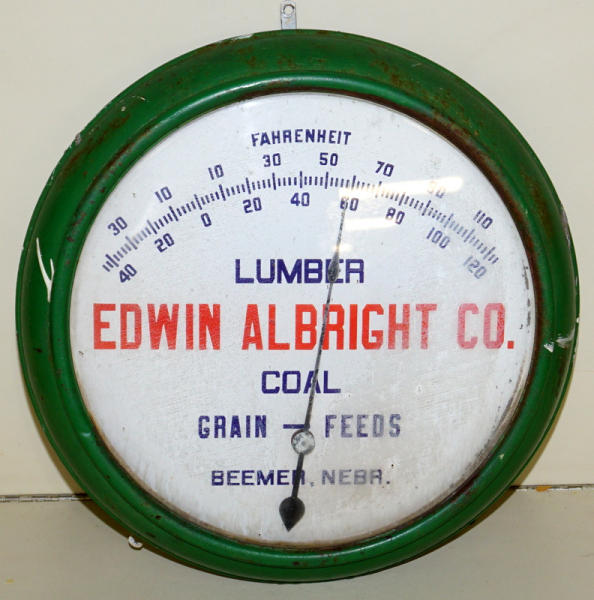 FAHRENHEIT
30 10 10 30 50 70 90 110
40 20 0 20 40 60 80 100 120
LUMBER
EDWIN ALBRIGHT CO.
COAL
GRAIN — FEEDS
BEEMER, NEBR.